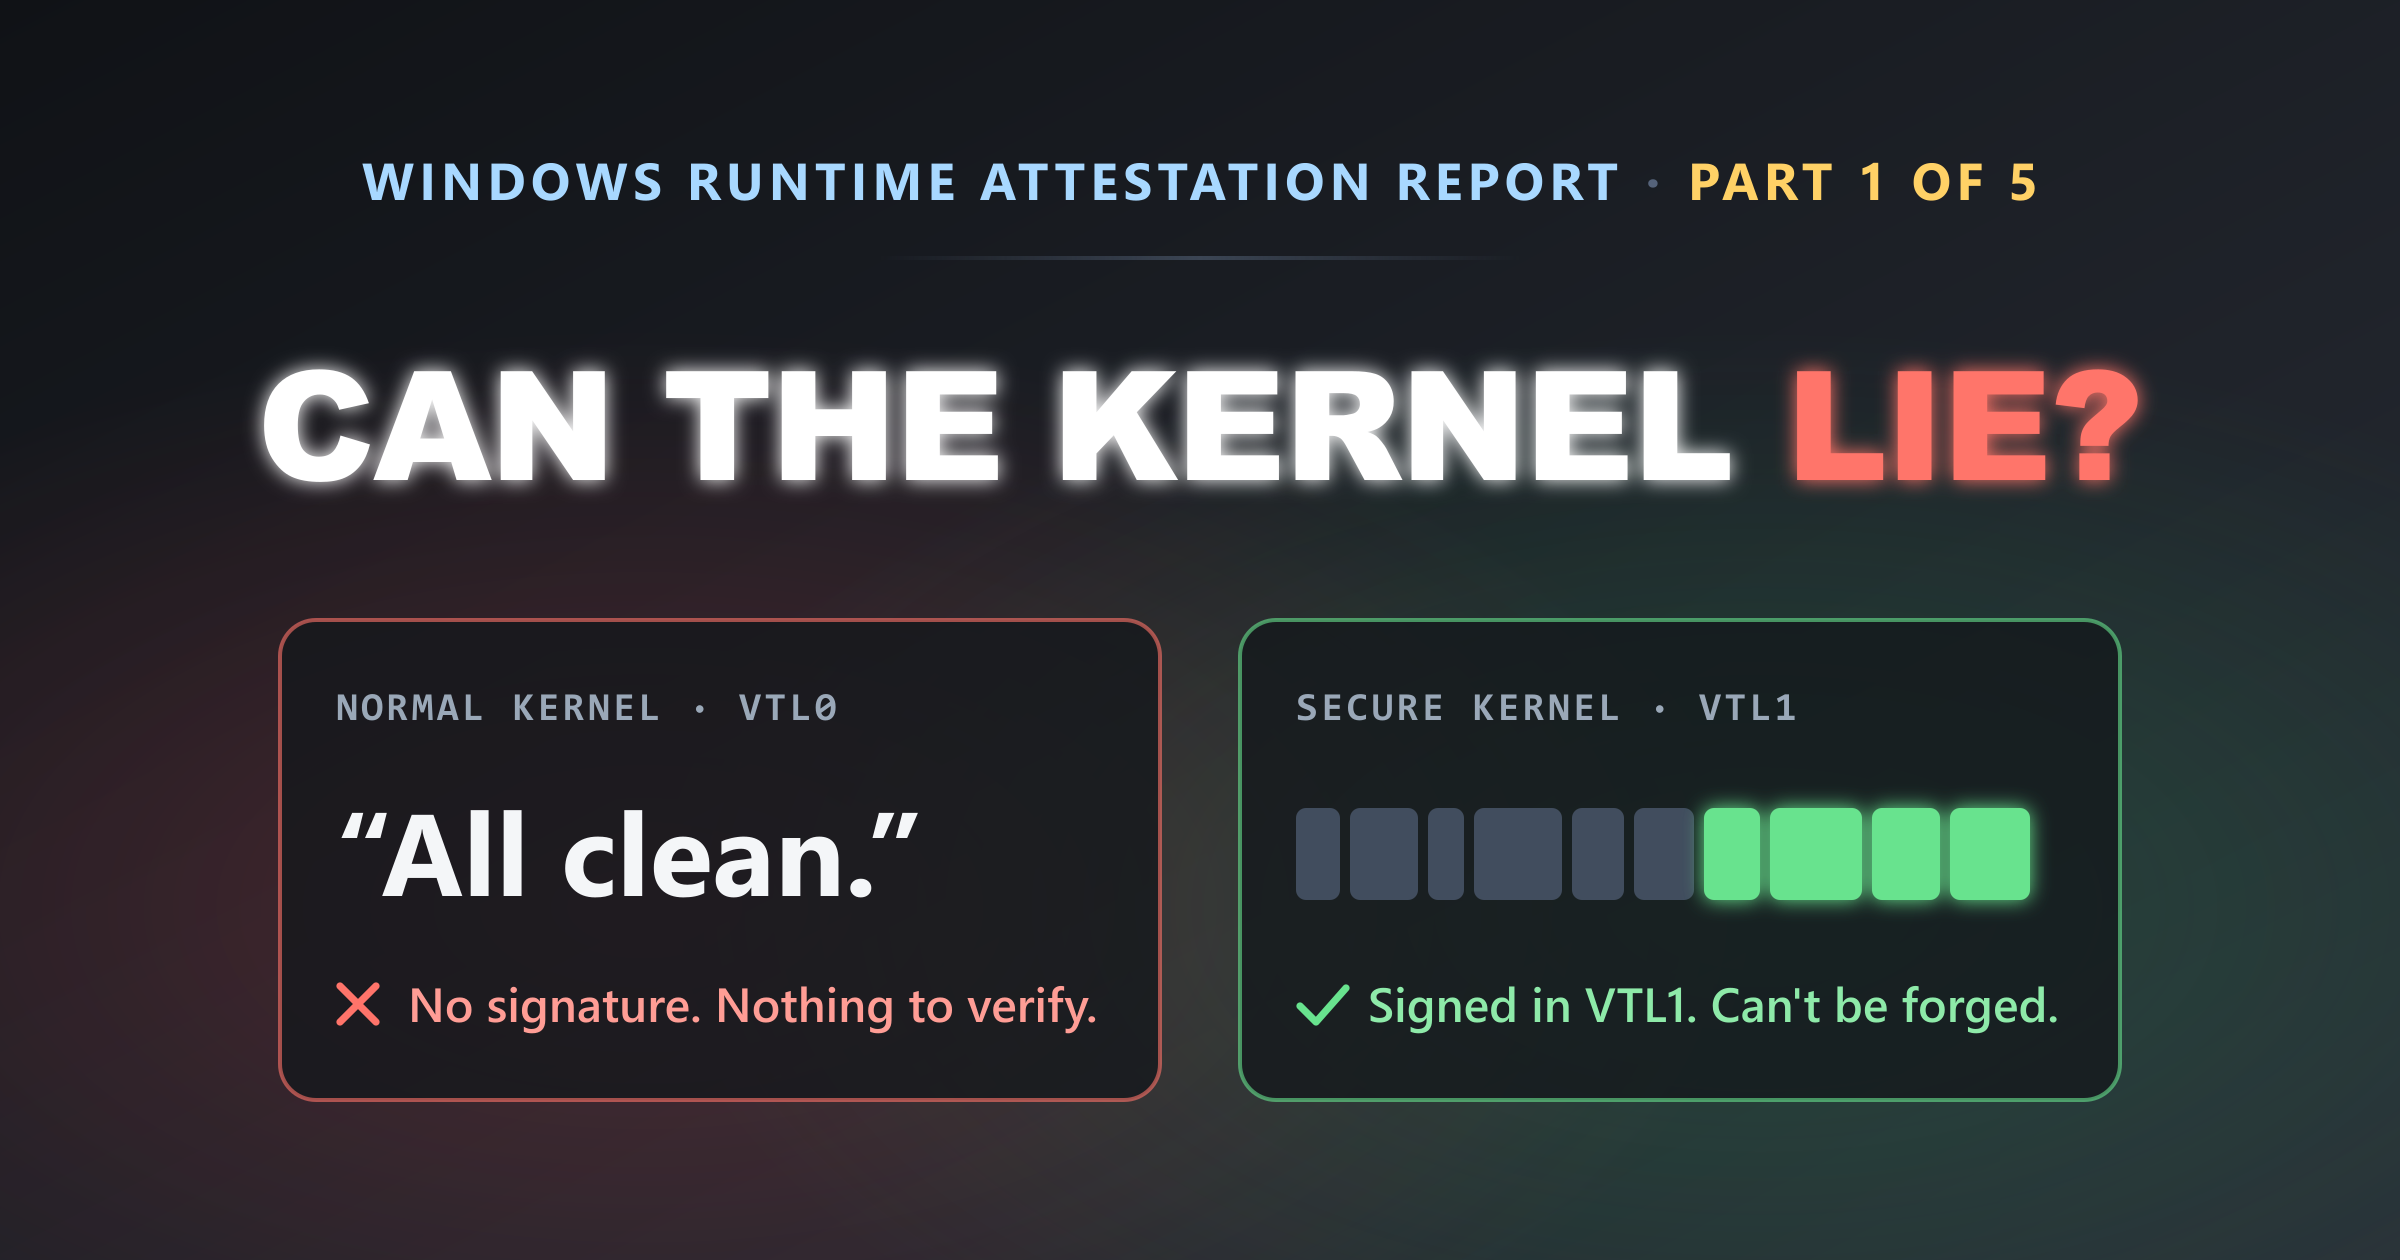 WINDOWS RUNTIME ATTESTATION REPORT · PART 1 OF 5
CAN THE KERNEL LIE?
NORMAL KERNEL · VTL0
“All clean.”
No signature. Nothing to verify.
SECURE KERNEL · VTL1
Signed in VTL1. Can't be forged.